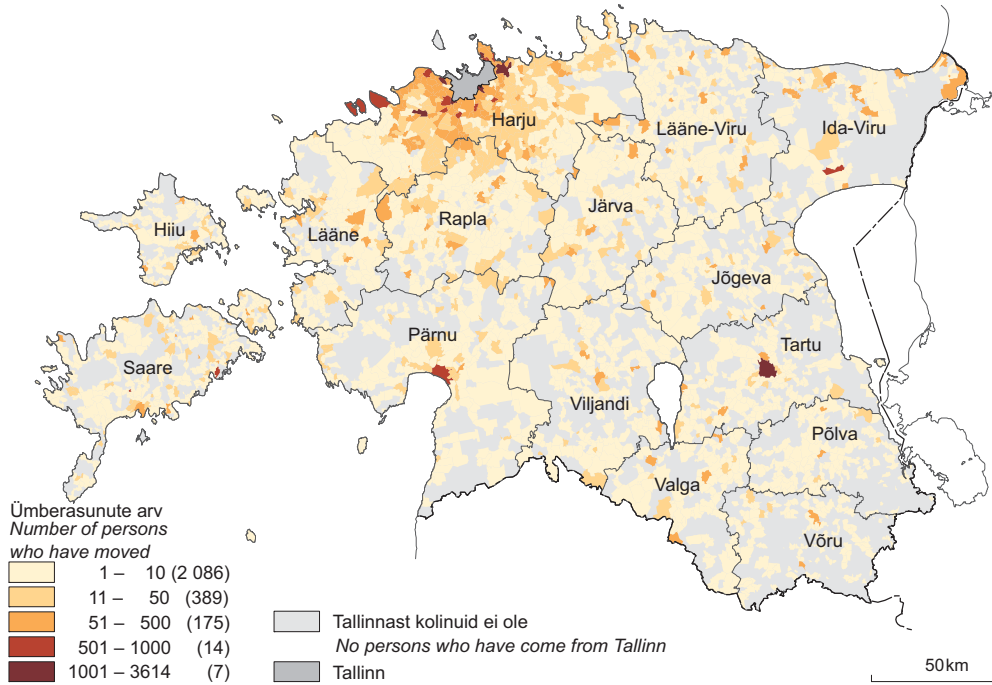 Harju
Lääne-Viru
Ida-Viru
Hiiu
Lääne
Rapla
Järva
Jõgeva
Saare
Pärnu
Viljandi
Tartu
Põlva
Valga
Võru
Ümberasunute arv
Number of persons
who have moved
1 – 10 (2 086)
11 – 50 (389)
51 – 500 (175)
501 – 1000 (14)
1001 – 3614 (7)
Tallinnast kolinuid ei ole
No persons who have come from Tallinn
Tallinn
50 km